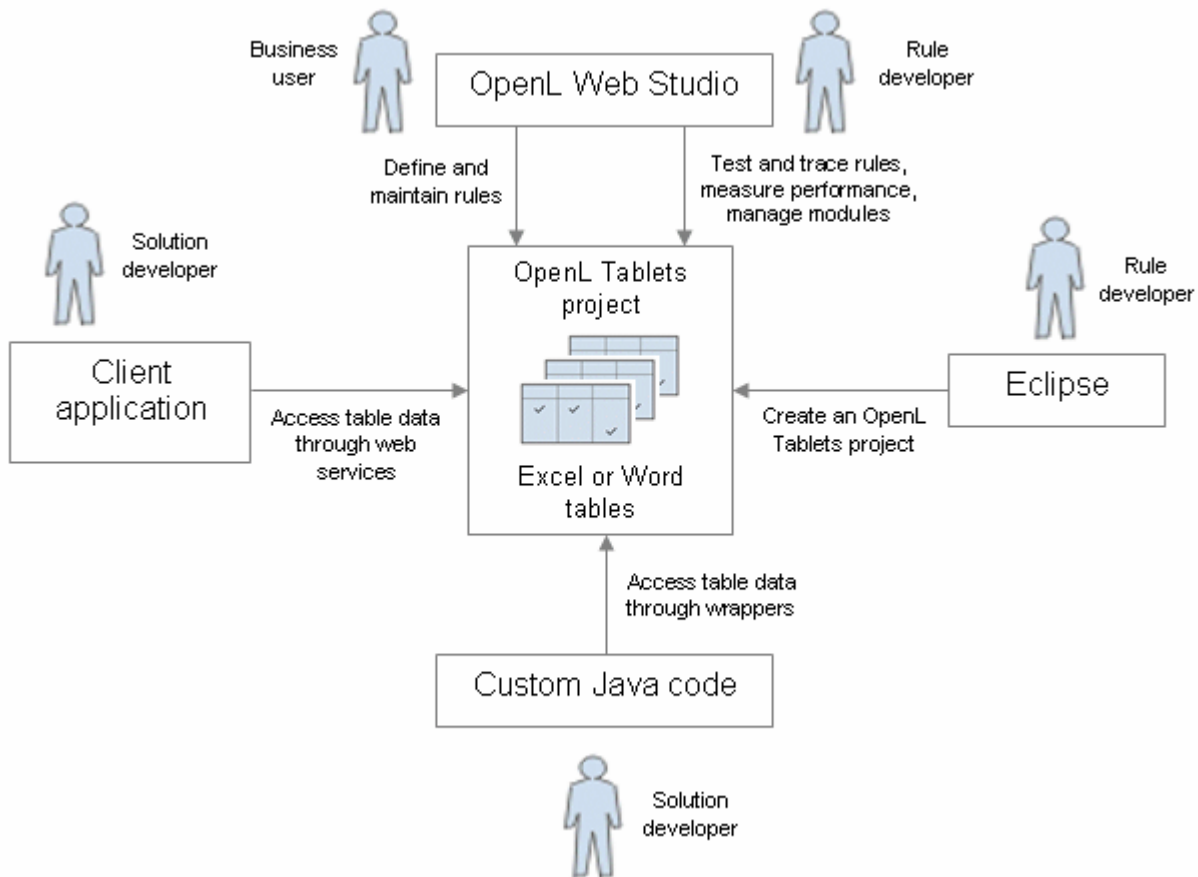 Business
user
OpenL Web Studio
Rule
developer
Define and
maintain rules
Test and trace rules,
measure performance,
manage modules
Solution
developer
OpenL Tablets
project
Rule
developer
Client
application
Eclipse
Access table data
through web
services
Create an OpenL
Tablets project
Excel or Word
tables
Access table data
through wrappers
Custom Java code
Solution
developer